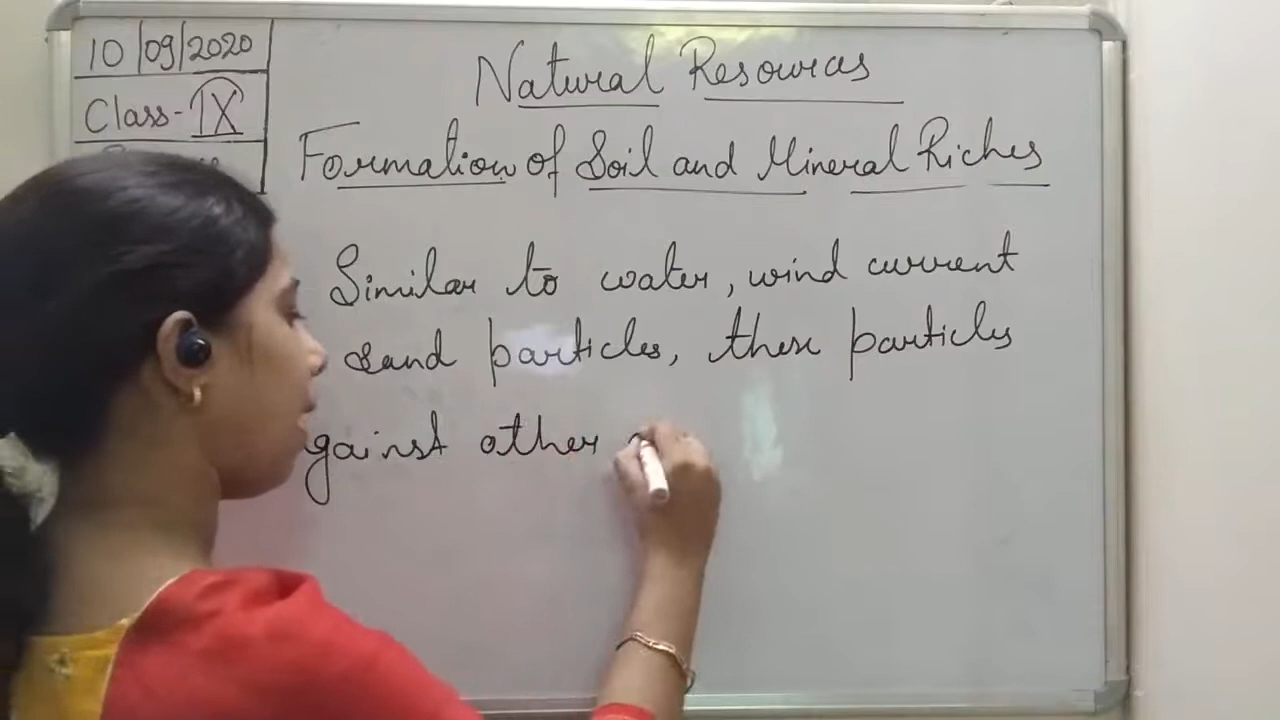 10/09/2020
Class-IX
Natural Resources
Formation of Soil and Mineral Riches
Similar to water, wind current
sand particles, these particles
gainst other